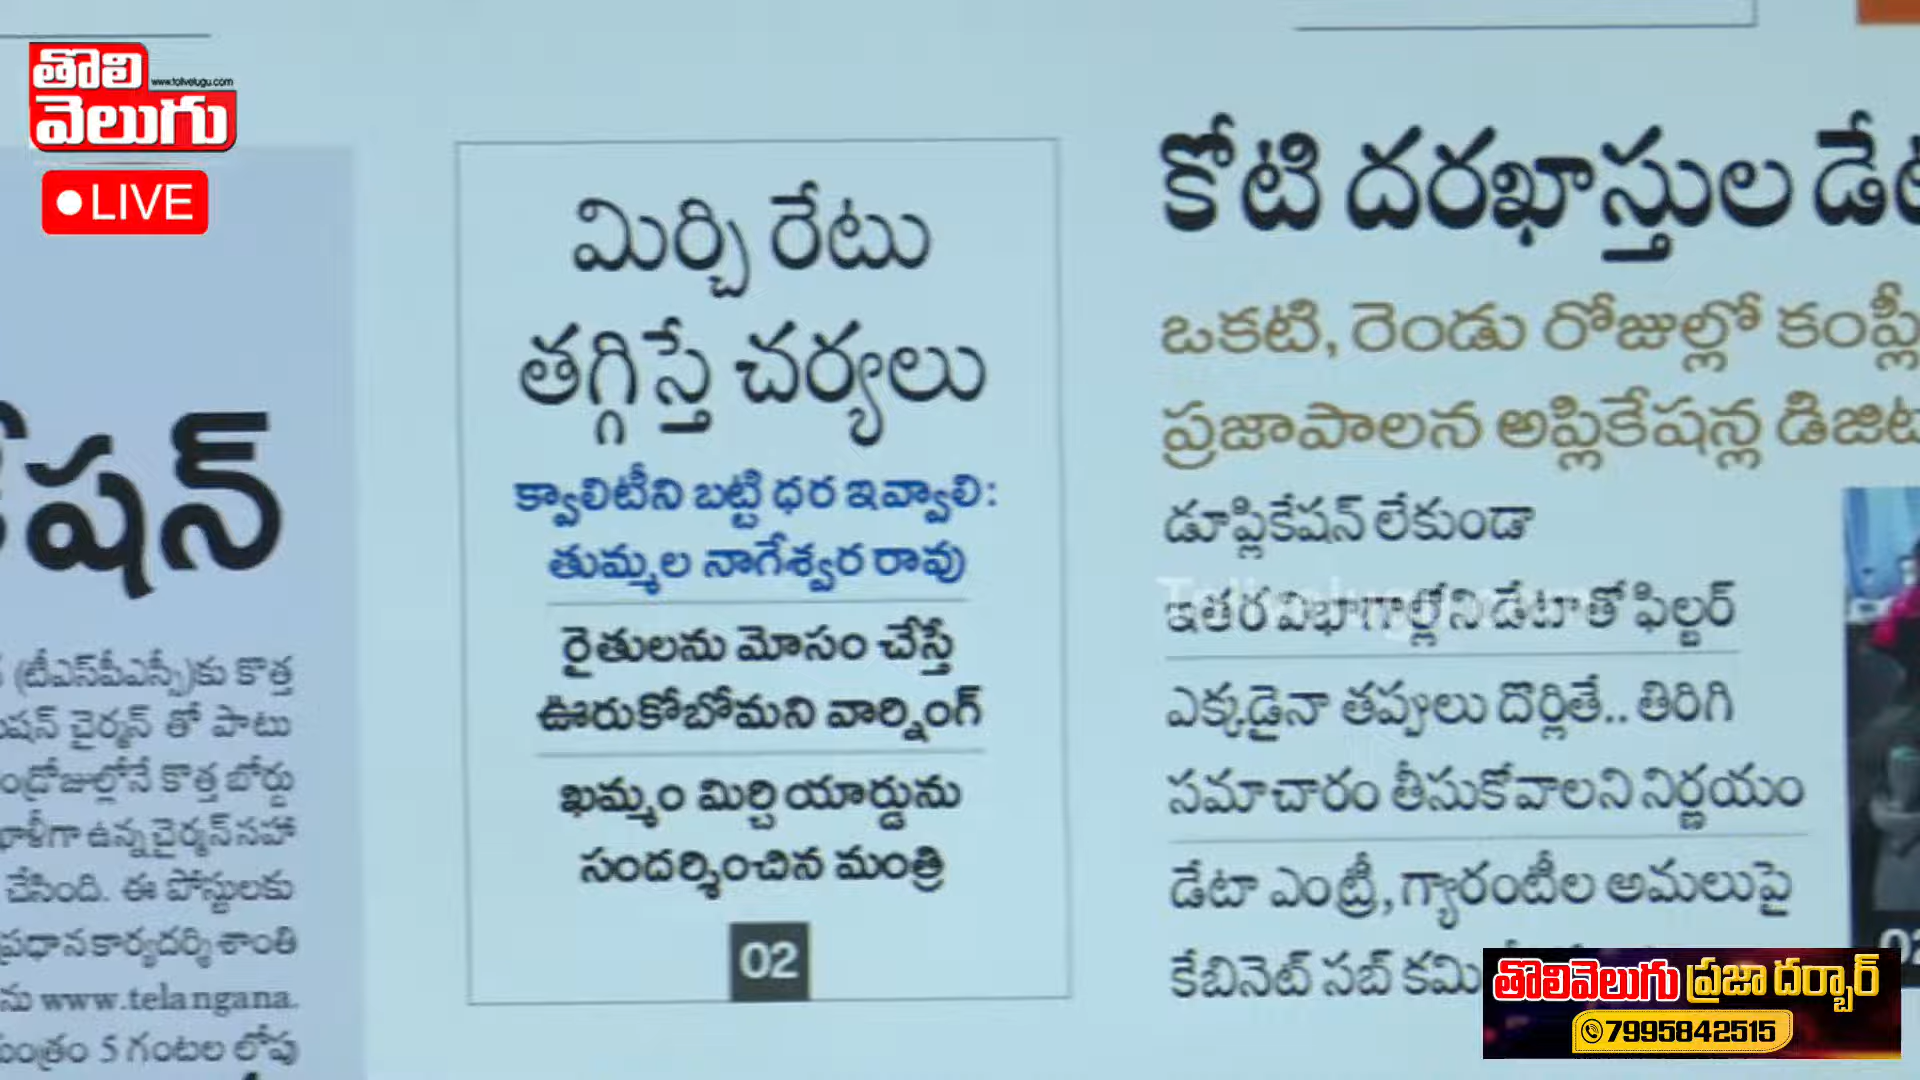 తొలి
www.tolivelugu.com
వెలుగు
LIVE
షన్
(టీఎస్‌పీఎస్సీ)కు కొత్త
చైర్మన్ తో పాటు
కొత్త బోర్డు
ఉన్న చైర్మన్ సహా
చేసింది. ఈ పోస్టులకు
ప్రధాన కార్యదర్శి శాంతి
ను www.telangana.
5 గంటల లోపు
మిర్చి రేటు
తగ్గిస్తే చర్యలు
క్వాలిటీని బట్టి ధర ఇవ్వాలి:
తుమ్మల నాగేశ్వర రావు
రైతులను మోసం చేస్తే
ఊరుకోబోమని వార్నింగ్
ఖమ్మం మిర్చి యార్డును
సందర్శించిన మంత్రి
02
కోటి దరఖాస్తుల
ఒకటి, రెండు రోజుల్లో
ప్రజాపాలన అప్లికేషన్ల
డూప్లికేషన్ లేకుండా
ఇతర విభాగాల్లోని డేటాతో ఫిల్టర్
ఎక్కడైనా తప్పులు దొర్లితే.. తిరిగి
సమాచారం తీసుకోవాలని నిర్ణయం
డేటా ఎంట్రీ, గ్యారంటీల అమలుపై
కేబినెట్ సబ్
తొలివెలుగు ప్రజా దర్బార్
7995842515